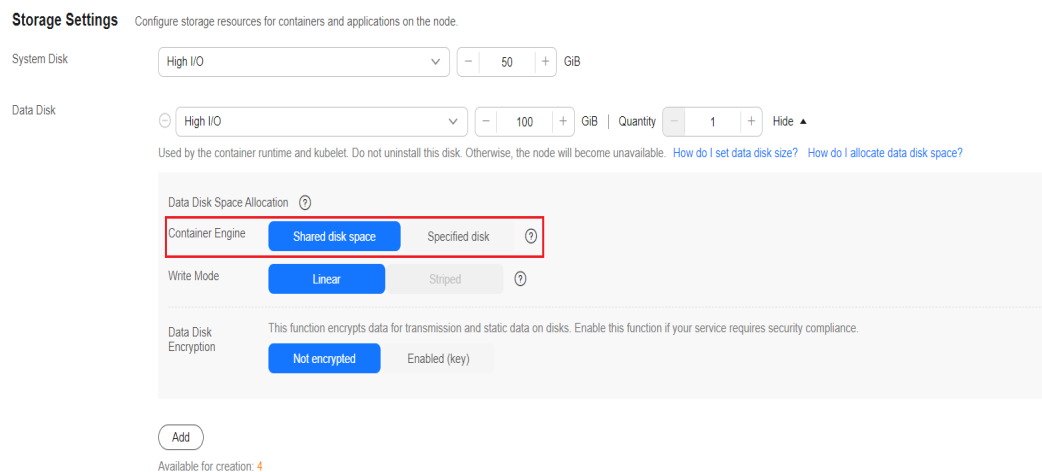 Storage Settings Configure storage resources for containers and applications on the node.
System Disk High I/O − 50 + GiB
Data Disk High I/O − 100 + GiB | Quantity − 1 + Hide ▲
Used by the container runtime and kubelet. Do not uninstall this disk. Otherwise, the node will become unavailable. How do I set data disk size? How do I allocate data disk space?
Data Disk Space Allocation ?
Container Engine Shared disk space Specified disk ?
Write Mode Linear Striped ?
Data Disk Encryption This function encrypts data for transmission and static data on disks. Enable this function if your service requires security compliance.
Not encrypted Enabled (key)
Add
Available for creation: 4